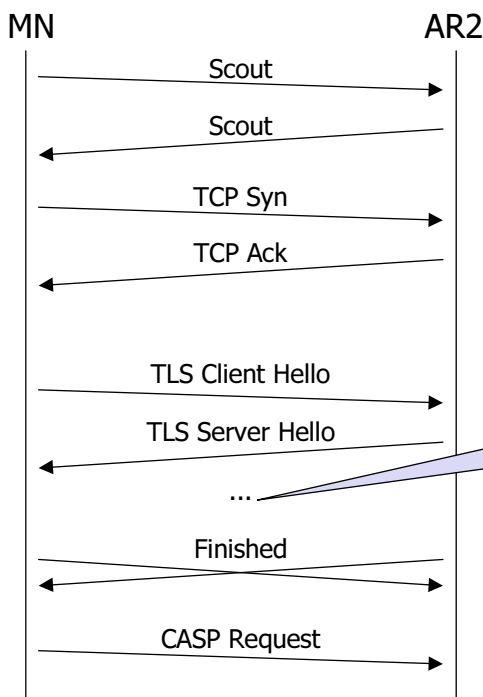 MN AR2
Scout
Scout
TCP Syn
TCP Ack
TLS Client Hello
TLS Server Hello
...
Finished
CASP Request